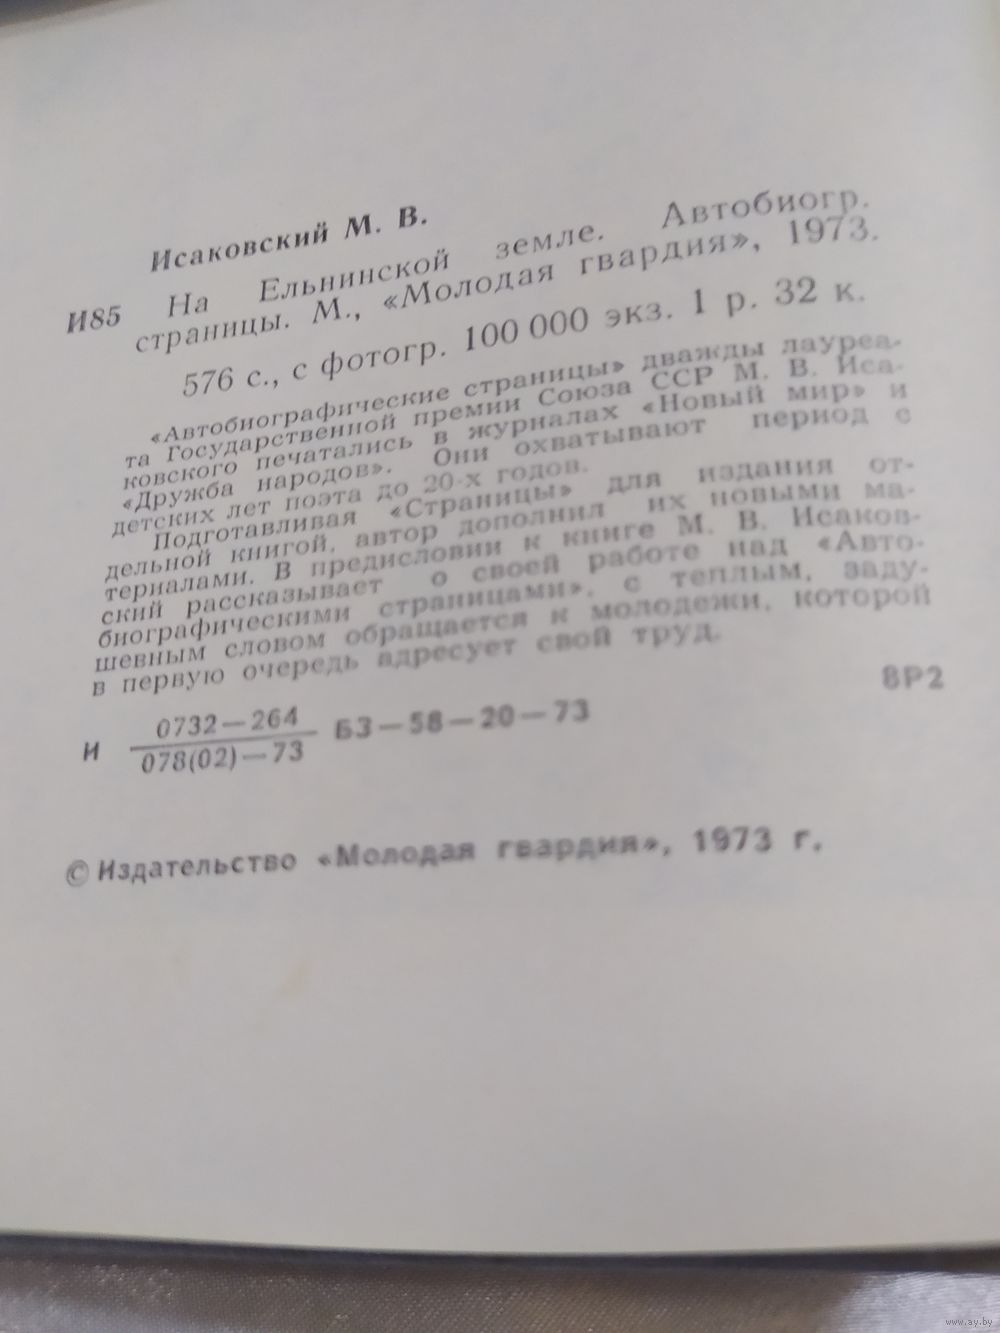 Исаковский М. В.
И85 На Ельнинской земле. Автобиогр.
страницы. М., «Молодая гвардия», 1973.
576 с., с фотогр. 100 000 экз. 1 р. 32 к.
«Автобиографические страницы» дважды лауреа-
та Государственной премии Союза ССР М. В. Иса-
ковского печатались в журналах «Новый мир» и
«Дружба народов». Они охватывают период с
детских лет поэта до 20-х годов.
Подготавливая «Страницы» для издания от-
дельной книгой, автор дополнил их новыми ма-
териалами. В предисловии к книге М. В. Исаков-
ский рассказывает о своей работе над «Авто-
биографическими страницами», с теплым, заду-
шевным словом обращается к молодежи, которой
в первую очередь адресует свой труд.
8Р2
И 0732—264
078(02)—73 БЗ—58—20—73
© Издательство «Молодая гвардия», 1973 г.
www.ay.by